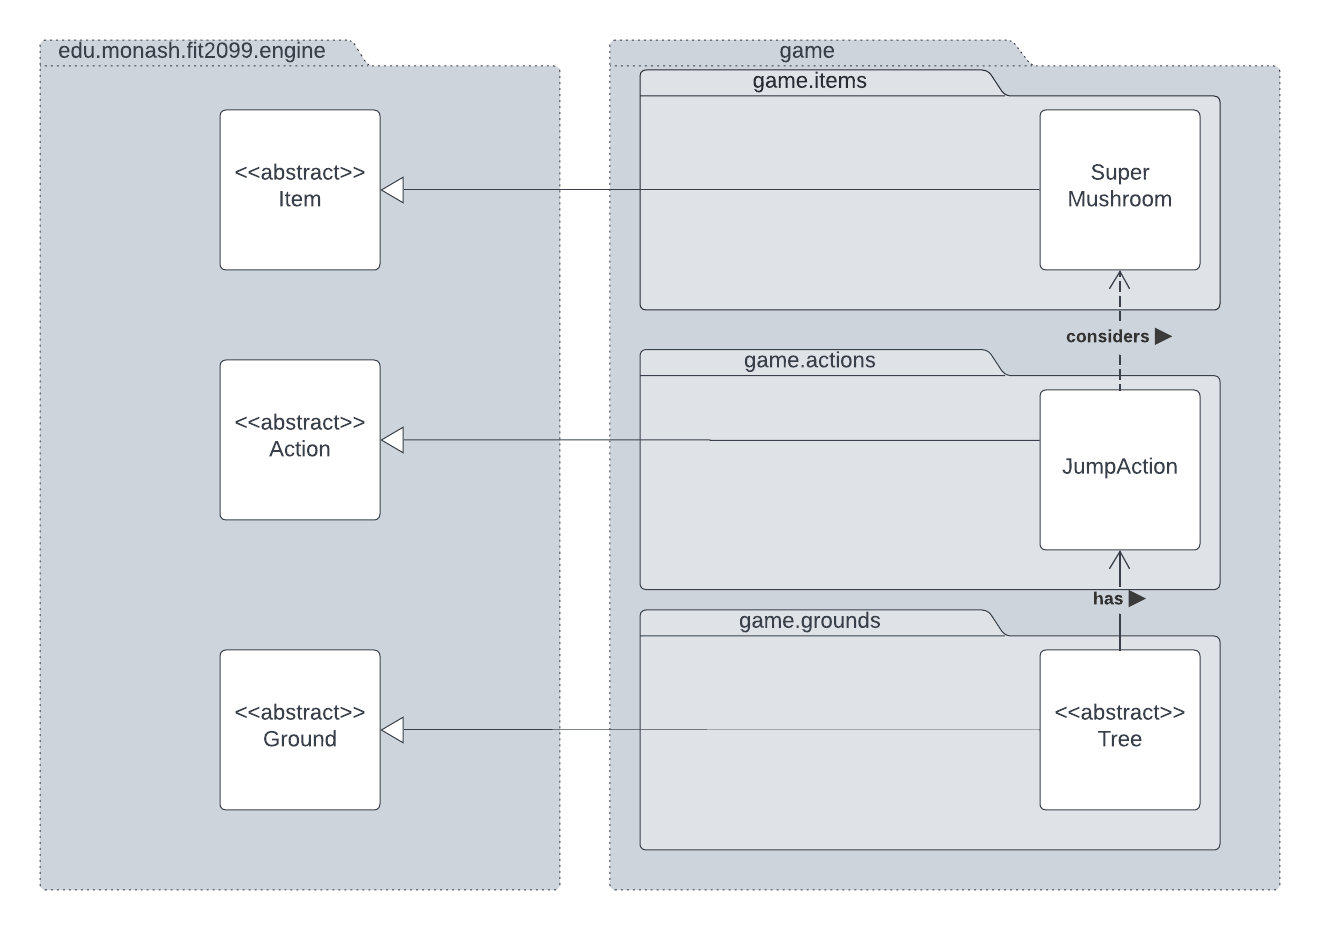 edu.monash.fit2099.engine
game
game.items
<<abstract>>
Item
Super
Mushroom
considers ▶
game.actions
<<abstract>>
Action
JumpAction
has ▶
game.grounds
<<abstract>>
Ground
<<abstract>>
Tree